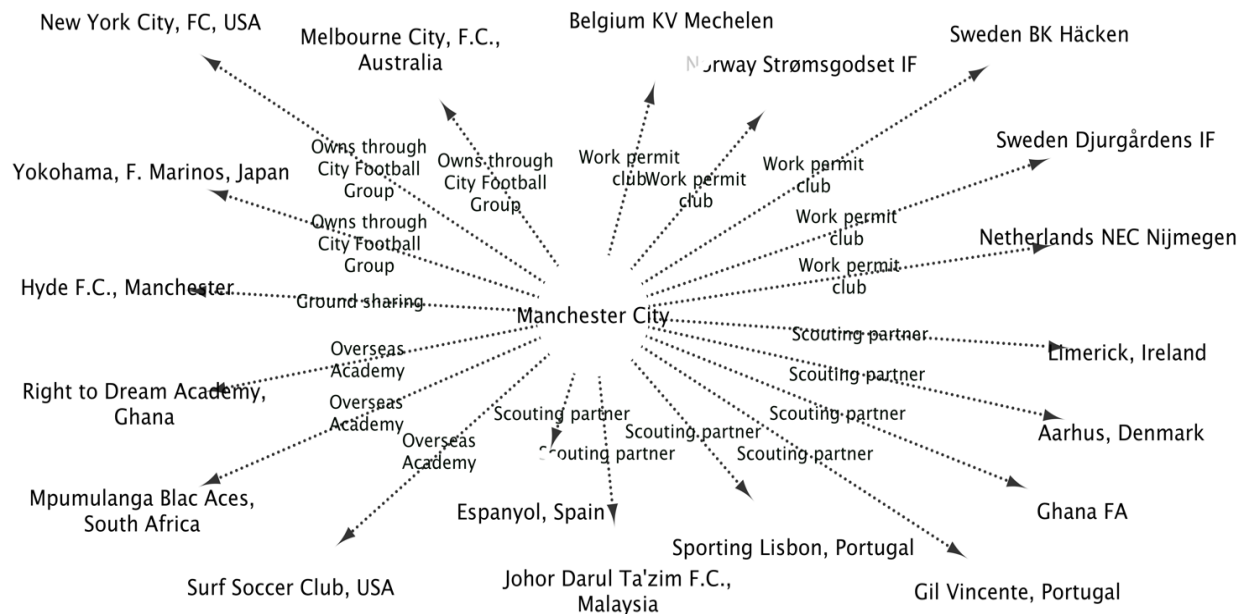 Belgium KV Mechelen
New York City, FC, USA
Melbourne City, F.C.,
Australia
Sweden BK Häcken
Norway Strømsgodset IF
Sweden Djurgårdens IF
Yokohama, F. Marinos, Japan
Owns through
City Football
Group
Owns through
City Football
Group
Work permit
club
Work permit
club
Work permit
club
Owns through
City Football
Group
Work permit
club
Netherlands NEC Nijmegen
Work permit
club
Hyde F.C., Manchester
Ground sharing
Manchester City
Scouting partner
Limerick, Ireland
Overseas
Academy
Scouting partner
Right to Dream Academy,
Ghana
Overseas
Academy
Scouting partner
Scouting partner
Scouting partner
Aarhus, Denmark
Overseas
Academy
Scouting partner
Scouting partner
Mpumulanga Blac Aces,
South Africa
Espanyol, Spain
Ghana FA
Sporting Lisbon, Portugal
Surf Soccer Club, USA
Johor Darul Ta'zim F.C.,
Malaysia
Gil Vincente, Portugal